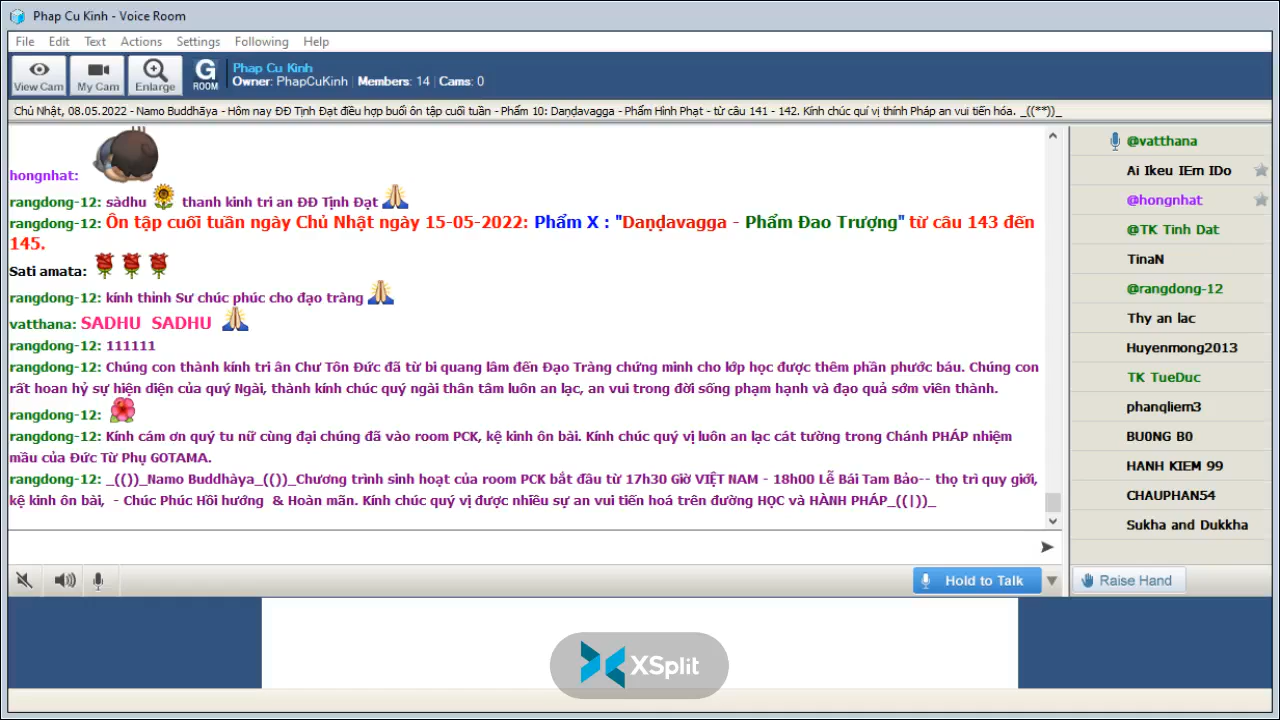 Phap Cu Kinh - Voice Room
File Edit Text Actions Settings Following Help
View Cam My Cam Enlarge G ROOM
Phap Cu Kinh
Owner: PhapCuKinh | Members: 14 | Cams: 0
Chủ Nhật, 08.05.2022 - Namo Buddhāya - Hôm nay ĐĐ Tịnh Đạt điều hợp buổi ôn tập cuối tuần - Phẩm 10: Daṇḍavagga - Phẩm Hình Phạt - từ câu 141 - 142. Kính chúc quí vị thính Pháp an vui tiến hóa. _((**))_
hongnhat:
rangdong-12: sàdhu thanh kinh tri an ĐĐ Tịnh Đạt
rangdong-12: Ôn tập cuối tuần ngày Chủ Nhật ngày 15-05-2022: Phẩm X : "Daṇḍavagga - Phẩm Đao Trượng" từ câu 143 đến
145.
Sati amata:
rangdong-12: kính thỉnh Sư chúc phúc cho đạo tràng
vatthana: SADHU SADHU
rangdong-12: 111111
rangdong-12: Chúng con thành kính tri ân Chư Tôn Đức đã từ bi quang lâm đến Đạo Tràng chứng minh cho lớp học được thêm phần phước báu. Chúng con
rất hoan hỷ sự hiện diện của quý Ngài, thành kính chúc quý ngài thân tâm luôn an lạc, an vui trong đời sống phạm hạnh và đạo quả sớm viên thành.
rangdong-12:
rangdong-12: Kính cám ơn quý tu nữ cùng đại chúng đã vào room PCK, kệ kinh ôn bài. Kính chúc quý vị luôn an lạc cát tường trong Chánh PHÁP nhiệm
mầu của Đức Từ Phụ GOTAMA.
rangdong-12: _(())_Namo Buddhàya_(())_Chương trình sinh hoạt của room PCK bắt đầu từ 17h30 Giờ VIỆT NAM - 18h00 Lễ Bái Tam Bảo-- thọ trì quy giới,
kệ kinh ôn bài, - Chúc Phúc Hồi hướng & Hoàn mãn. Kính chúc quý vị được nhiều sự an vui tiến hoá trên đường HỌC và HÀNH PHÁP_((|))_
@vatthana
Ai Ikeu IEm IDo
@hongnhat
@TK Tinh Dat
TinaN
@rangdong-12
Thy an lac
Huyenmong2013
TK TueDuc
phanqliem3
BU0NG B0
HANH KIEM 99
CHAUPHAN54
Sukha and Dukkha
Hold to Talk
Raise Hand
XSplit